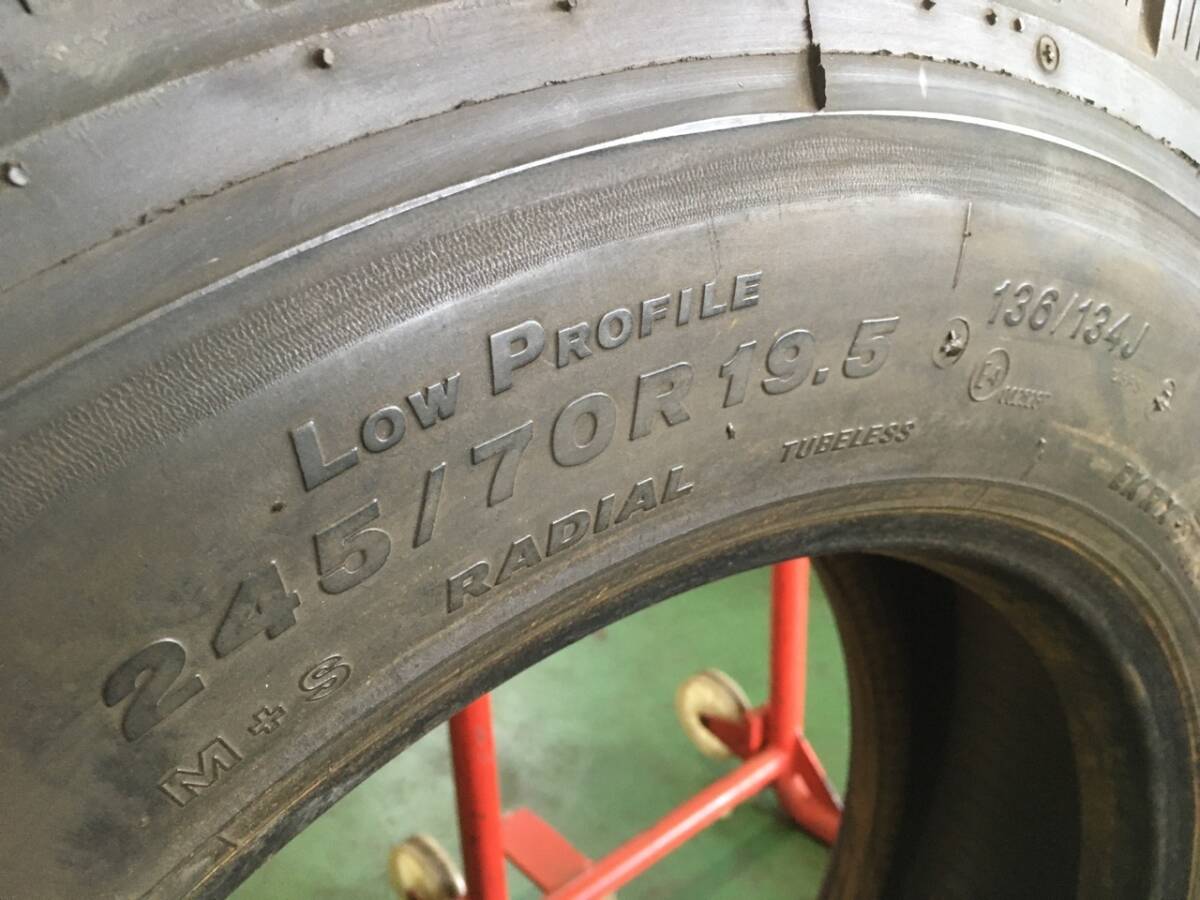 LOW PROFILE
245/70R19.5
136/134J
RADIAL
TUBELESS
M+S